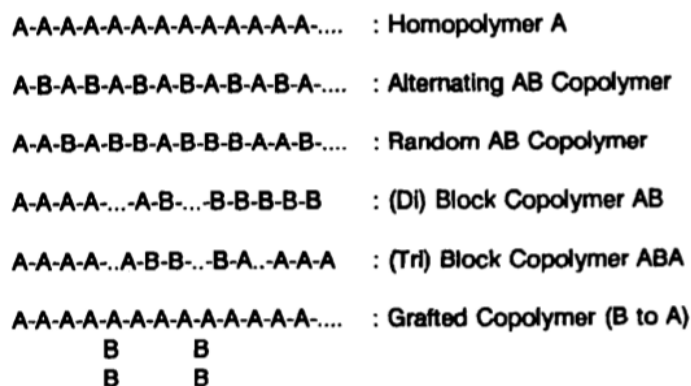 A-A-A-A-A-A-A-A-A-A-A-A-A-.... : Homopolymer A
A-B-A-B-A-B-A-B-A-B-A-B-A-.... : Alternating AB Copolymer
A-A-B-A-B-B-A-B-B-B-A-A-B-.... : Random AB Copolymer
A-A-A-A-...-A-B-...-B-B-B-B-B : (Di) Block Copolymer AB
A-A-A-A-..A-B-B-..-B-A..-A-A-A : (Tri) Block Copolymer ABA
A-A-A-A-A-A-A-A-A-A-A-A-A-.... : Grafted Copolymer (B to A)
B B
B B